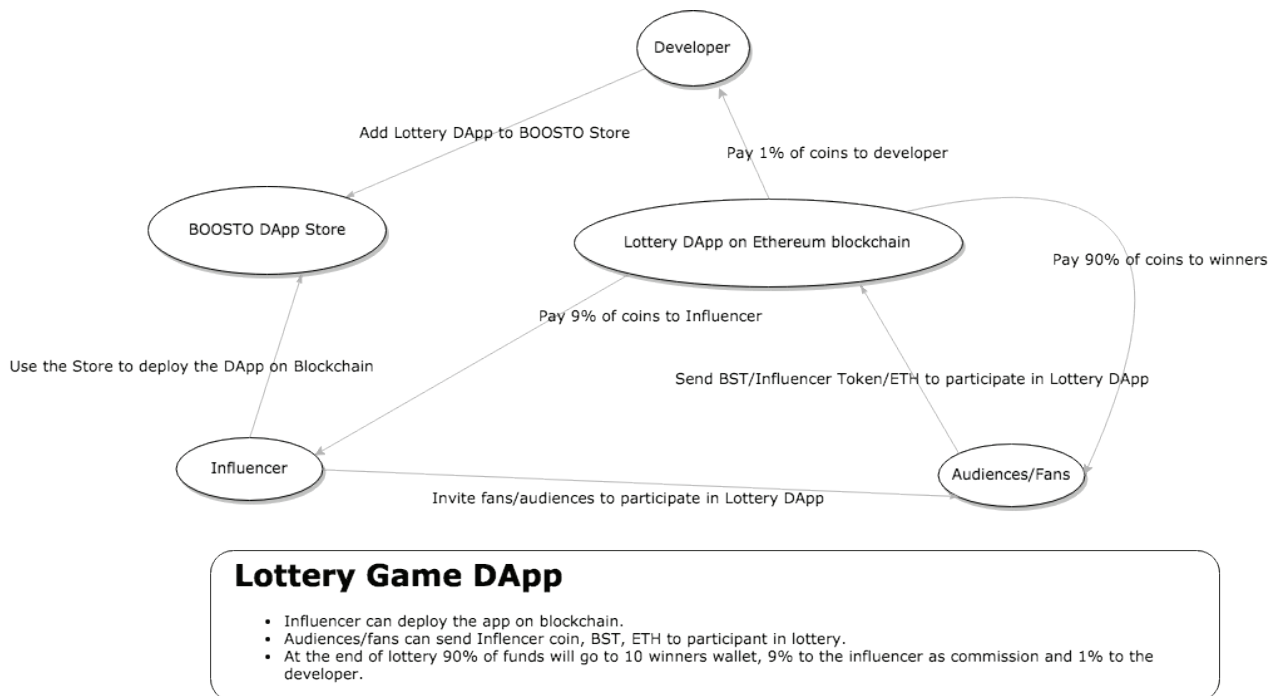 Developer
Add Lottery DApp to BOOSTO Store
Pay 1% of coins to developer
BOOSTO DApp Store
Lottery DApp on Ethereum blockchain
Pay 90% of coins to winners
Pay 9% of coins to Influencer
Use the Store to deploy the DApp on Blockchain
Send BST/Influencer Token/ETH to participate in Lottery DApp
Influencer
Audiences/Fans
Invite fans/audiences to participate in Lottery DApp
Lottery Game DApp
• Influencer can deploy the app on blockchain.
• Audiences/fans can send Inflencer coin, BST, ETH to participant in lottery.
• At the end of lottery 90% of funds will go to 10 winners wallet, 9% to the influencer as commission and 1% to the
developer.